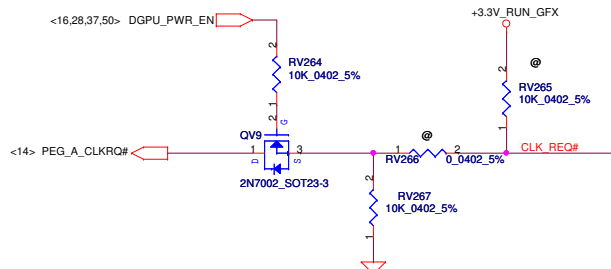 <16,28,37,50> DGPU_PWR_EN
+3.3V_RUN_GFX
2
RV264
10K_0402_5%
1
2
@
RV265
10K_0402_5%
1
2
G
QV9
<14> PEG_A_CLKRQ#
1
3
D
S
2N7002_SOT23-3
@
1
2
RV266
0_0402_5%
CLK_REQ#
2
RV267
10K_0402_5%
1